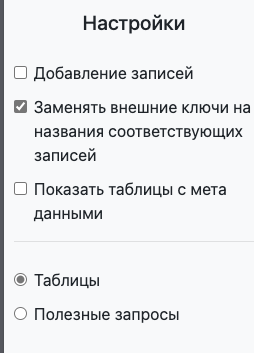 Настройки
Добавление записей
Заменять внешние ключи на
названия соответствующих
записей
Показать таблицы с мета
данными
Таблицы
Полезные запросы